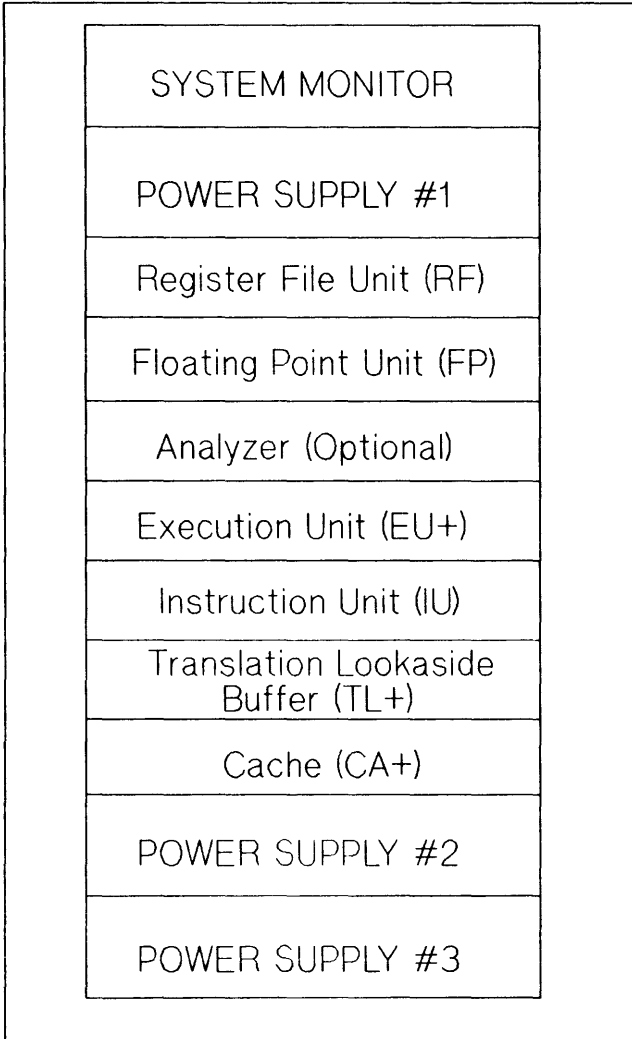 SYSTEM MONITOR
POWER SUPPLY #1
Register File Unit (RF)
Floating Point Unit (FP)
Analyzer (Optional)
Execution Unit (EU+)
Instruction Unit (IU)
Translation Lookaside
Buffer (TL+)
Cache (CA+)
POWER SUPPLY #2
POWER SUPPLY #3